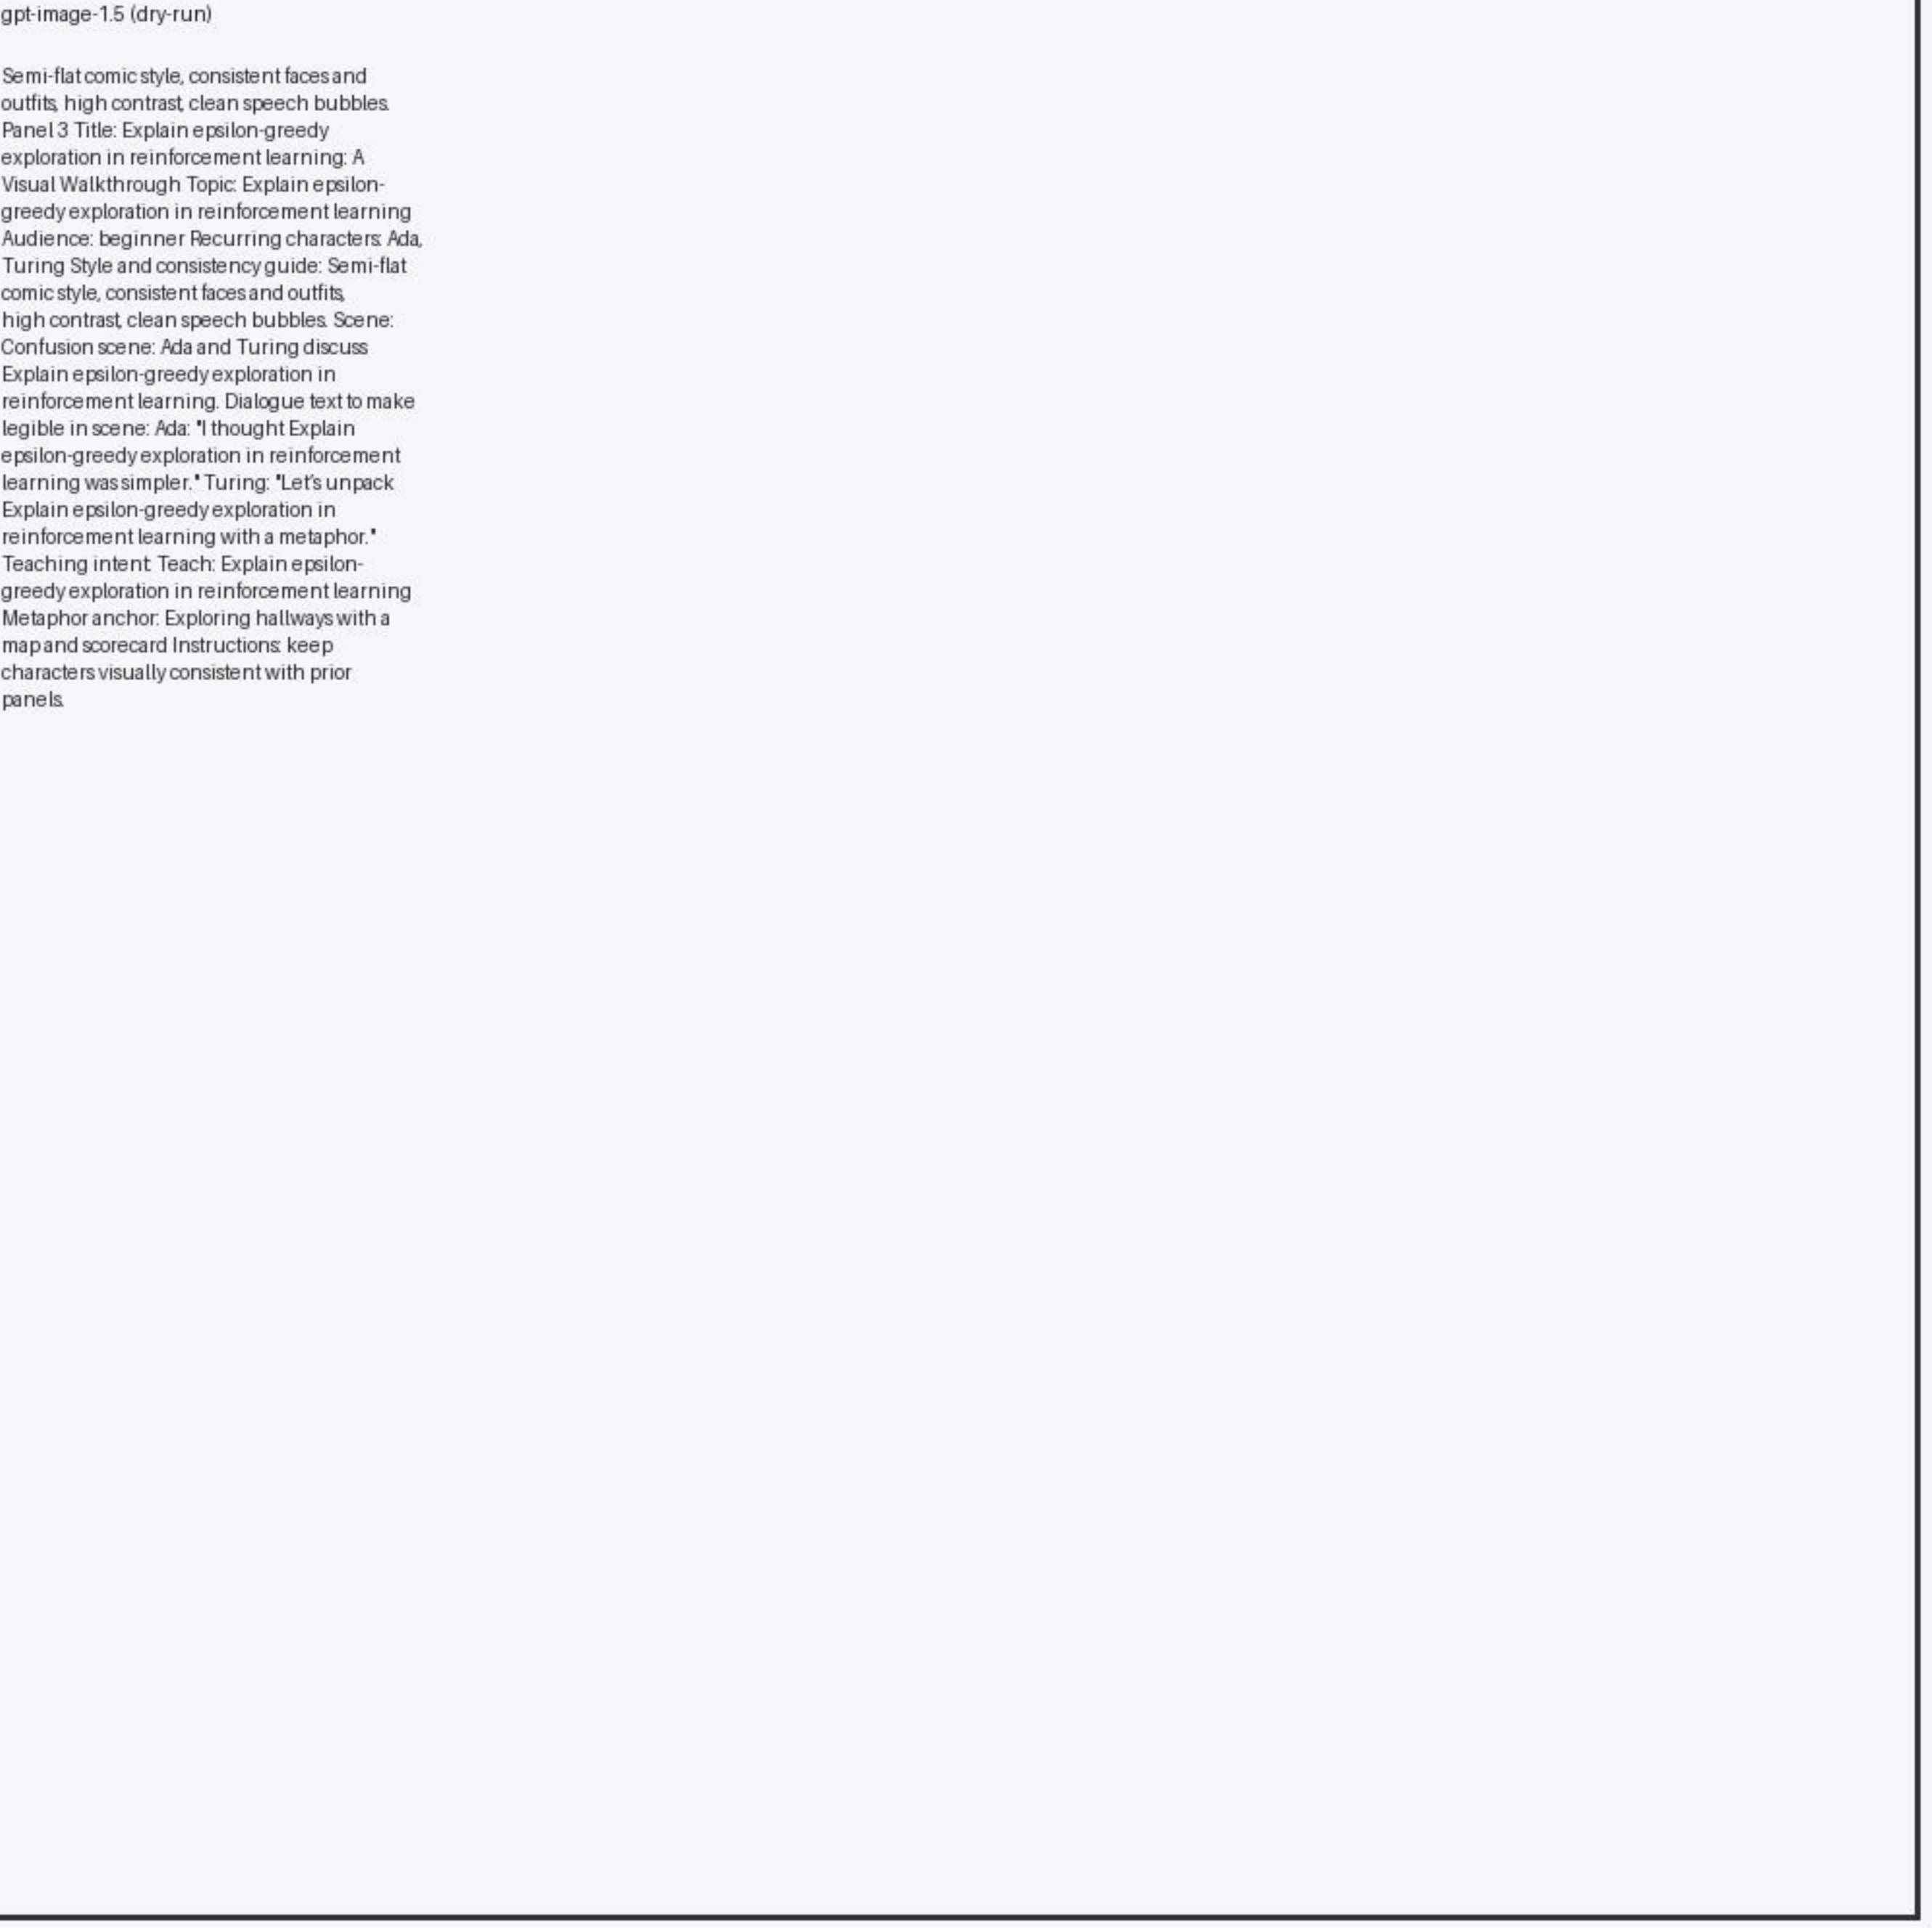 gpt-image-1.5 (dry-run)
Semi-flat comic style, consistent faces and
outfits, high contrast, clean speech bubbles.
Panel 3 Title: Explain epsilon-greedy
exploration in reinforcement learning: A
Visual Walkthrough Topic: Explain epsilon-
greedy exploration in reinforcement learning
Audience: beginner Recurring characters: Ada,
Turing Style and consistency guide: Semi-flat
comic style, consistent faces and outfits,
high contrast, clean speech bubbles. Scene:
Confusion scene: Ada and Turing discuss
Explain epsilon-greedy exploration in
reinforcement learning. Dialogue text to make
legible in scene: Ada: "I thought Explain
epsilon-greedy exploration in reinforcement
learning was simpler." Turing: "Let's unpack
Explain epsilon-greedy exploration in
reinforcement learning with a metaphor."
Teaching intent: Teach: Explain epsilon-
greedy exploration in reinforcement learning
Metaphor anchor: Exploring hallways with a
map and scorecard Instructions: keep
characters visually consistent with prior
panels.